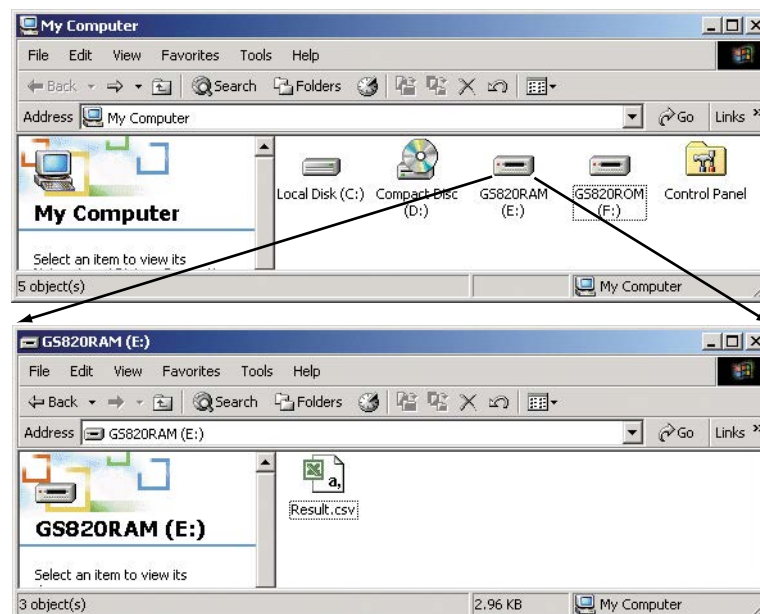 My Computer
File Edit View Favorites Tools Help
Back Search Folders
Address My Computer Go Links »
My Computer
Select an item to view its
Local Disk (C:) Compact Disc (D:) GS820RAM (E:) GS820ROM (F:) Control Panel
5 object(s) My Computer
GS820RAM (E:)
File Edit View Favorites Tools Help
Back Search Folders
Address GS820RAM (E:) Go Links »
GS820RAM (E:)
Select an item to view its
a,
Result.csv
3 object(s) 2.96 KB My Computer